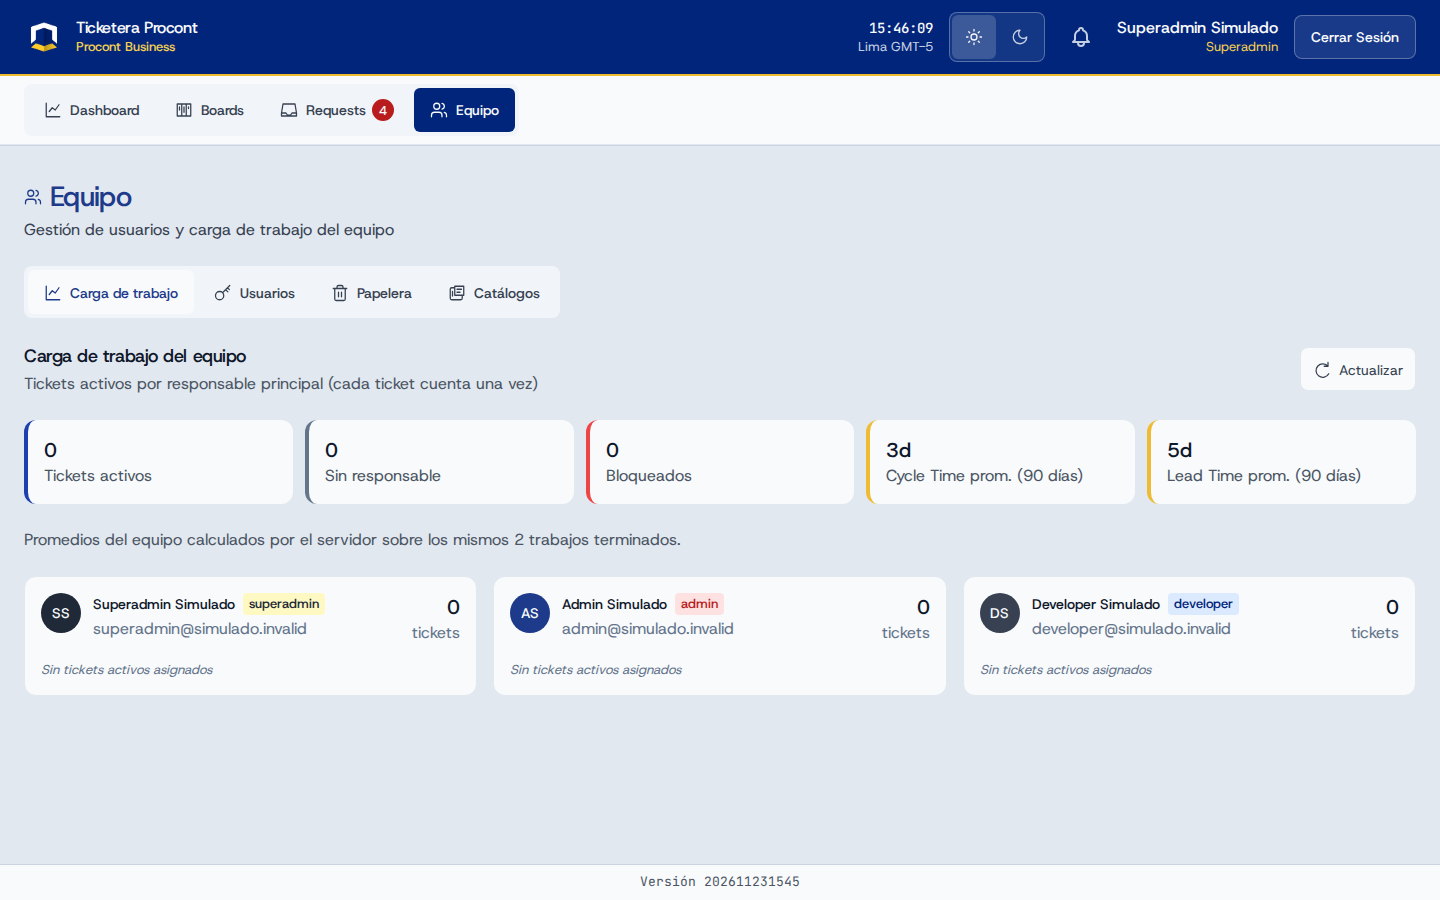 Ticketera Procont
Procont Business
15:46:09
Lima GMT-5
Superadmin Simulado
Superadmin
Cerrar Sesión
Dashboard
Boards
Requests 4
Equipo
Equipo
Gestión de usuarios y carga de trabajo del equipo
Carga de trabajo
Usuarios
Papelera
Catálogos
Carga de trabajo del equipo
Tickets activos por responsable principal (cada ticket cuenta una vez)
Actualizar
0
Tickets activos
0
Sin responsable
0
Bloqueados
3d
Cycle Time prom. (90 días)
5d
Lead Time prom. (90 días)
Promedios del equipo calculados por el servidor sobre los mismos 2 trabajos terminados.
SS
Superadmin Simulado superadmin
superadmin@simulado.invalid
0
tickets
Sin tickets activos asignados
AS
Admin Simulado admin
admin@simulado.invalid
0
tickets
Sin tickets activos asignados
DS
Developer Simulado developer
developer@simulado.invalid
0
tickets
Sin tickets activos asignados
Versión 202611231545